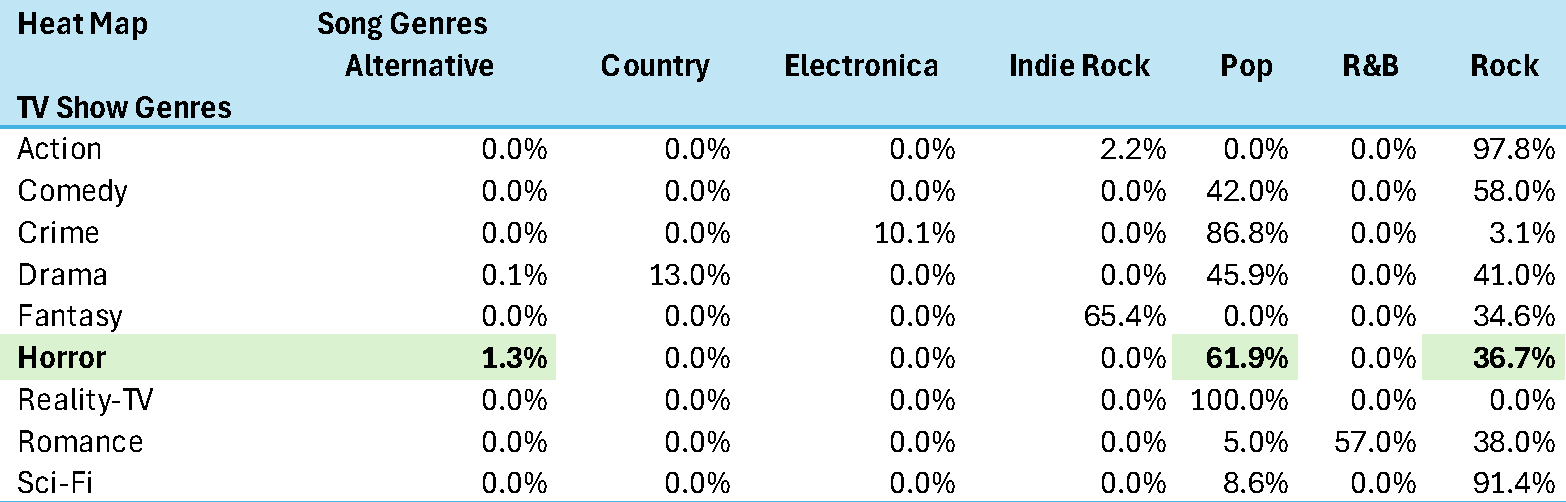 Heat Map Song Genres
Alternative Country Electronica Indie Rock Pop R&B Rock
TV Show Genres
Action 0.0% 0.0% 0.0% 2.2% 0.0% 0.0% 97.8%
Comedy 0.0% 0.0% 0.0% 0.0% 42.0% 0.0% 58.0%
Crime 0.0% 0.0% 10.1% 0.0% 86.8% 0.0% 3.1%
Drama 0.1% 13.0% 0.0% 0.0% 45.9% 0.0% 41.0%
Fantasy 0.0% 0.0% 0.0% 65.4% 0.0% 0.0% 34.6%
Horror 1.3% 0.0% 0.0% 0.0% 61.9% 0.0% 36.7%
Reality-TV 0.0% 0.0% 0.0% 0.0% 100.0% 0.0% 0.0%
Romance 0.0% 0.0% 0.0% 0.0% 5.0% 57.0% 38.0%
Sci-Fi 0.0% 0.0% 0.0% 0.0% 8.6% 0.0% 91.4%